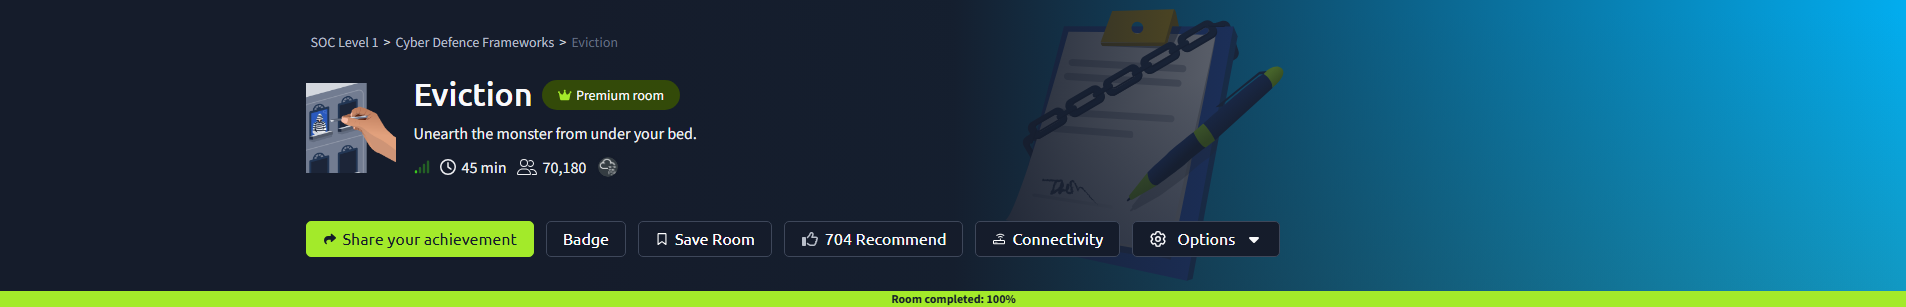 SOC Level 1 > Cyber Defence Frameworks > Eviction
Eviction Premium room
Unearth the monster from under your bed.
45 min 70,180
Share your achievement Badge Save Room 704 Recommend Connectivity Options
Room completed: 100%